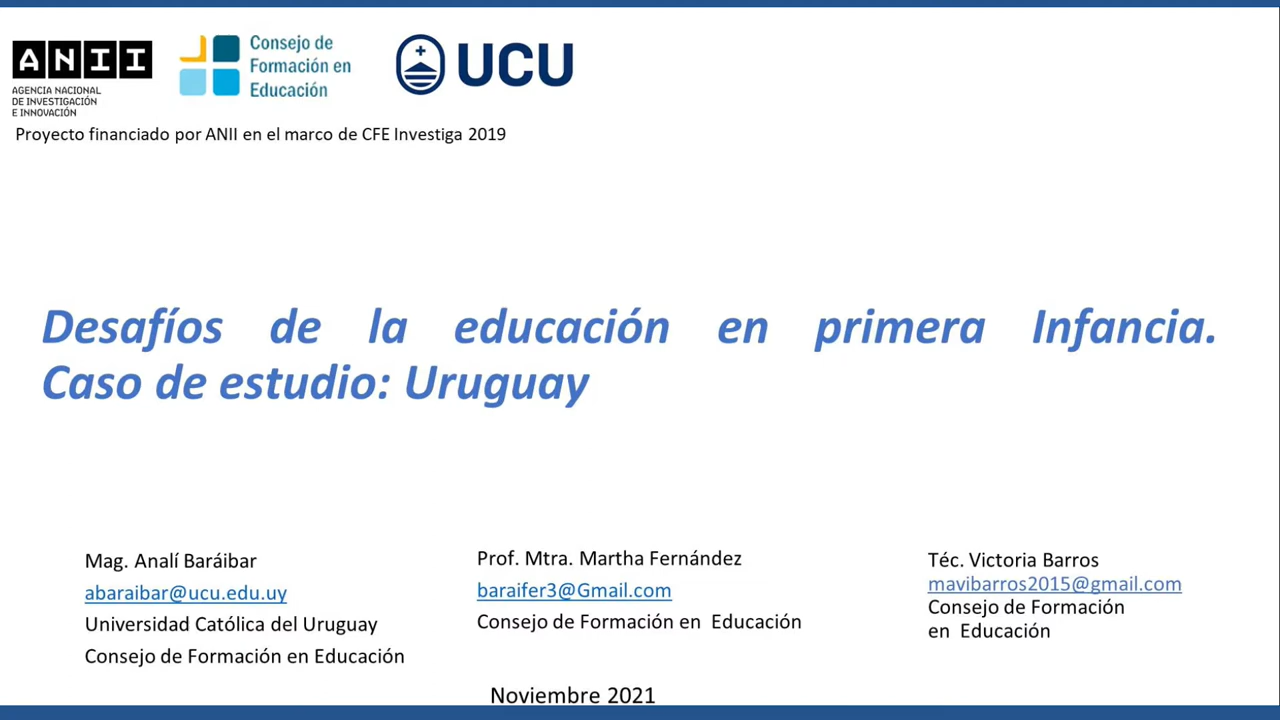 ANII
AGENCIA NACIONAL
DE INVESTIGACIÓN
E INNOVACIÓN
Consejo de
Formación en
Educación
UCU
Proyecto financiado por ANII en el marco de CFE Investiga 2019
Desafíos de la educación en primera Infancia.
Caso de estudio: Uruguay
Mag. Analí Baráibar
abaraibar@ucu.edu.uy
Universidad Católica del Uruguay
Consejo de Formación en Educación
Prof. Mtra. Martha Fernández
baraifer3@Gmail.com
Consejo de Formación en  Educación
Téc. Victoria Barros
mavibarros2015@gmail.com
Consejo de Formación
en  Educación
Noviembre 2021